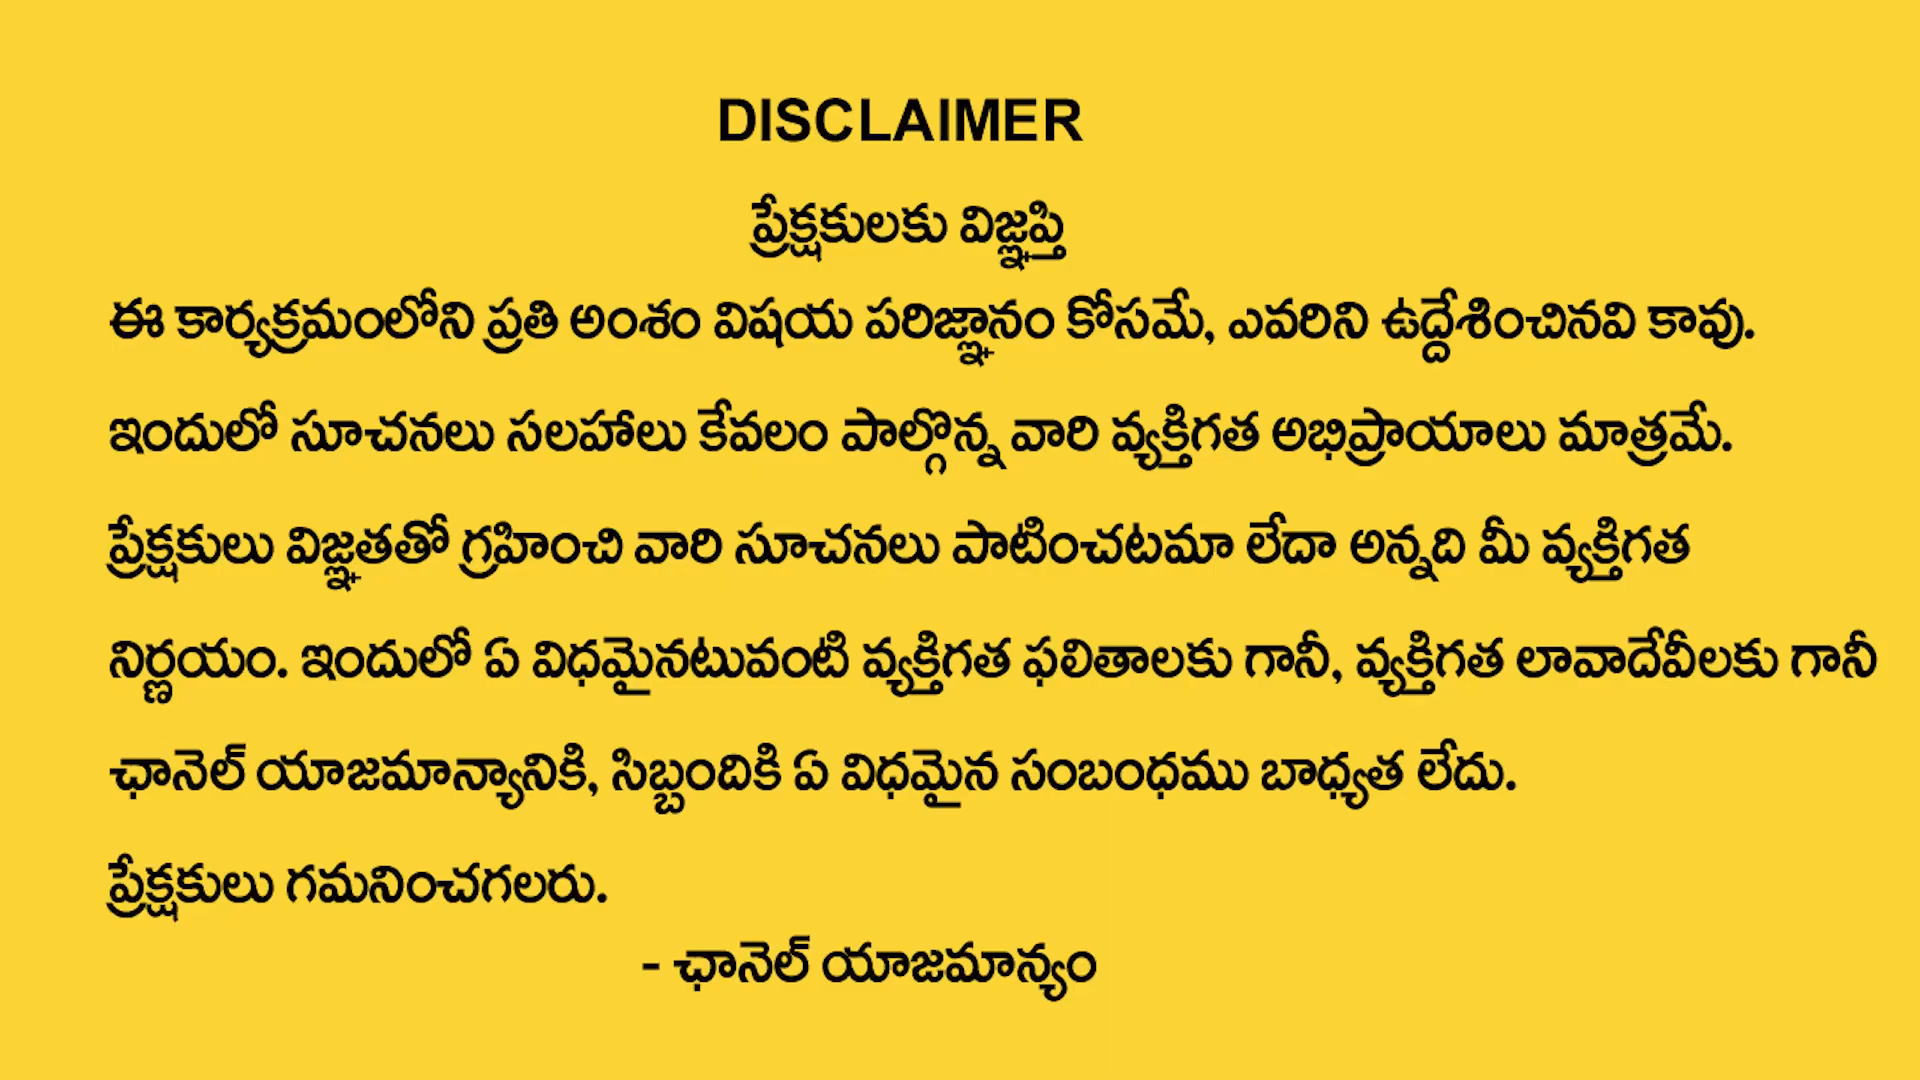 DISCLAIMER
ప్రేక్షకులకు విజ్ఞప్తి
ఈ కార్యక్రమంలోని ప్రతి అంశం విషయ పరిజ్ఞానం కోసమే, ఎవరిని ఉద్దేశించినవి కావు.
ఇందులో సూచనలు సలహాలు కేవలం పాల్గొన్న వారి వ్యక్తిగత అభిప్రాయాలు మాత్రమే.
ప్రేక్షకులు విజ్ఞతతో గ్రహించి వారి సూచనలు పాటించటమా లేదా అన్నది మీ వ్యక్తిగత
నిర్ణయం. ఇందులో ఏ విధమైనటువంటి వ్యక్తిగత ఫలితాలకు గానీ, వ్యక్తిగత లావాదేవీలకు గానీ
ఛానెల్ యాజమాన్యానికి, సిబ్బందికి ఏ విధమైన సంబంధము బాధ్యత లేదు.
ప్రేక్షకులు గమనించగలరు.
- ఛానెల్ యాజమాన్యం